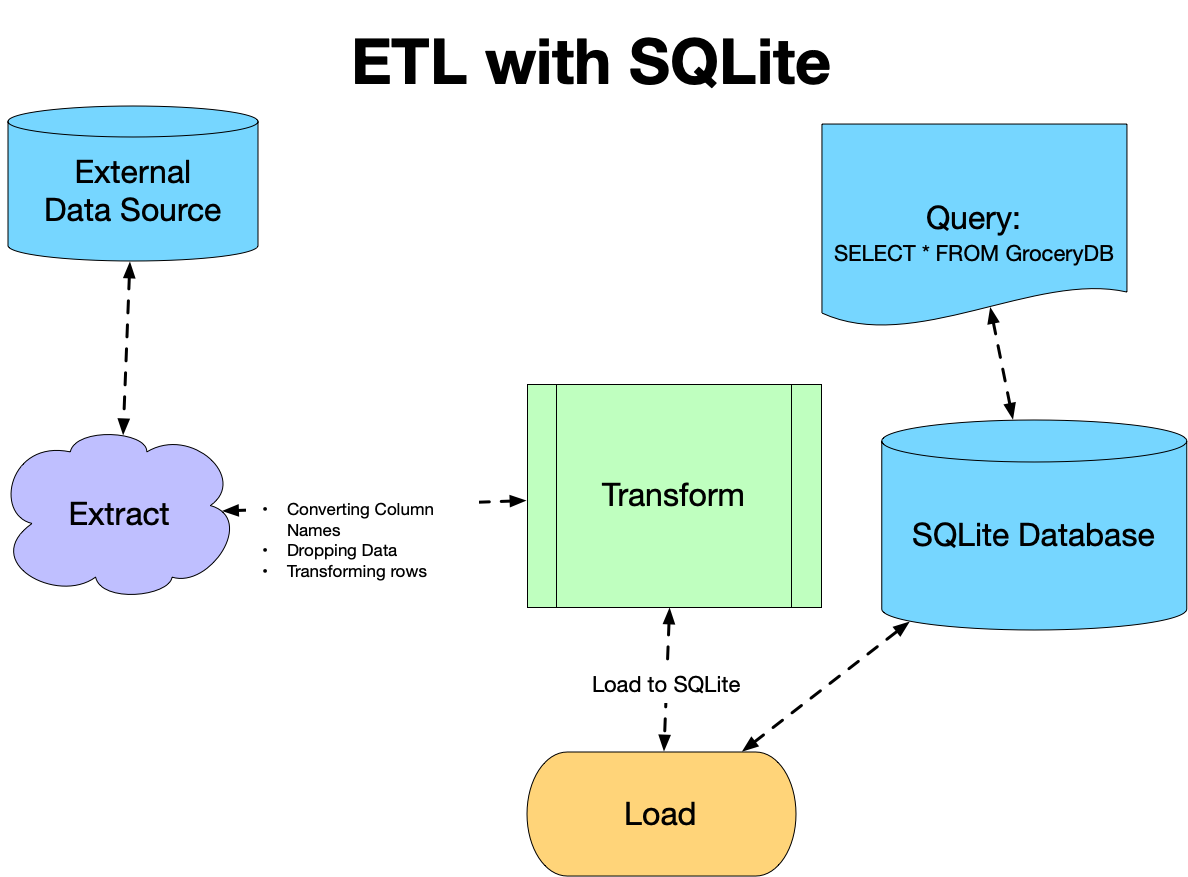 ETL with SQLite
External
Data Source
Query:
SELECT * FROM GroceryDB
Extract
• Converting Column
Names
• Dropping Data
• Transforming rows
Transform
SQLite Database
Load to SQLite
Load